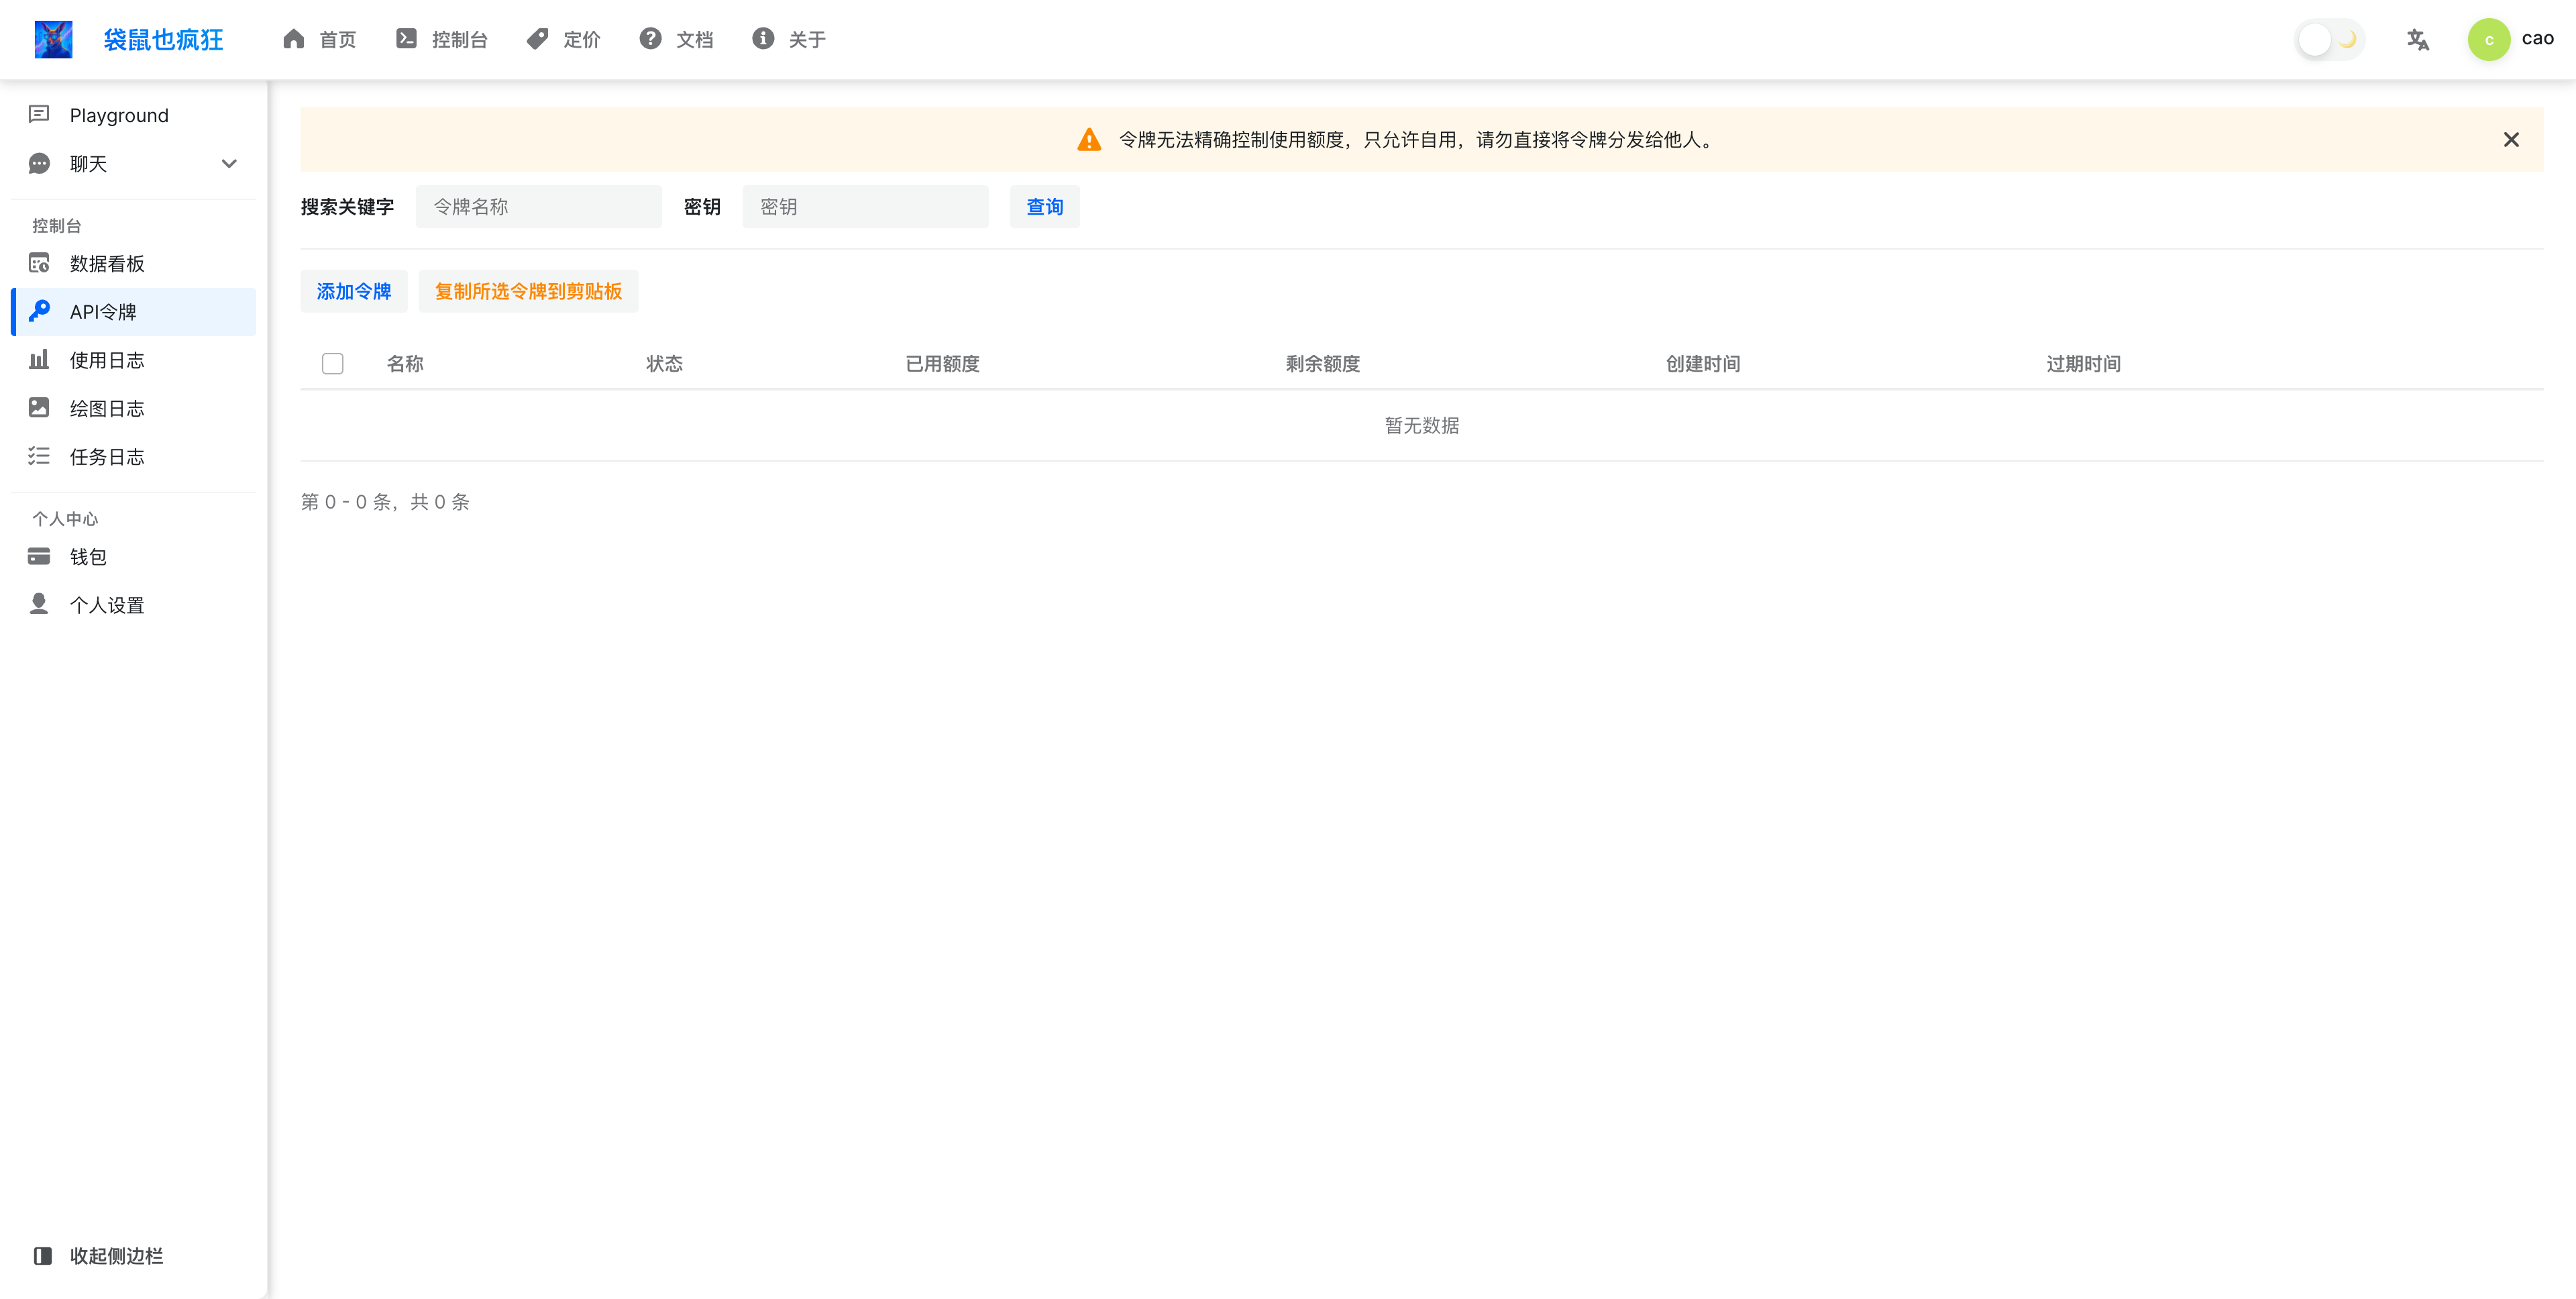 袋鼠也疯狂 首页 控制台 定价 文档 关于 c cao
Playground
聊天
控制台
数据看板
API令牌
使用日志
绘图日志
任务日志
个人中心
钱包
个人设置
收起侧边栏
令牌无法精确控制使用额度，只允许自用，请勿直接将令牌分发给他人。
搜索关键字 令牌名称 密钥 密钥 查询
添加令牌 复制所选令牌到剪贴板
名称 状态 已用额度 剩余额度 创建时间 过期时间
暂无数据
第 0 - 0 条，共 0 条